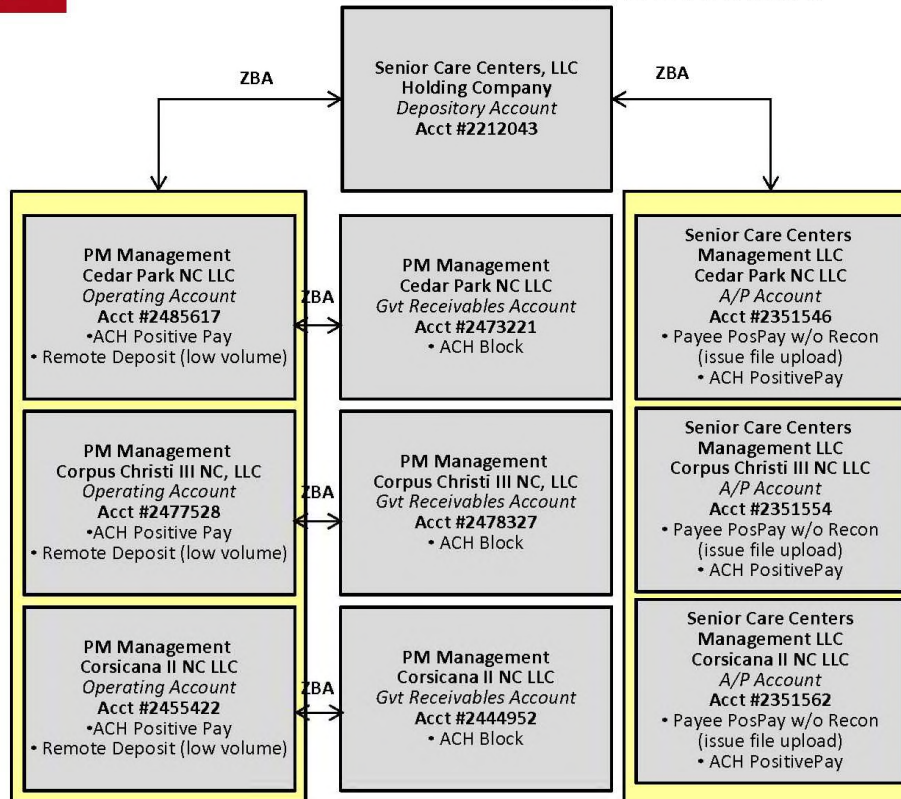 ZBA
Senior Care Centers, LLC
Holding Company
Depository Account
Acct #2212043
ZBA
PM Management
Cedar Park NC LLC
Operating Account
Acct #2485617
•ACH Positive Pay
• Remote Deposit (low volume)
ZBA
PM Management
Cedar Park NC LLC
Gvt Receivables Account
Acct #2473221
• ACH Block
Senior Care Centers
Management LLC
Cedar Park NC LLC
A/P Account
Acct #2351546
• Payee PosPay w/o Recon
(issue file upload)
• ACH PositivePay
PM Management
Corpus Christi III NC, LLC
Operating Account
Acct #2477528
•ACH Positive Pay
• Remote Deposit (low volume)
ZBA
PM Management
Corpus Christi III NC, LLC
Gvt Receivables Account
Acct #2478327
• ACH Block
Senior Care Centers
Management LLC
Corpus Christi III NC LLC
A/P Account
Acct #2351554
• Payee PosPay w/o Recon
(issue file upload)
• ACH PositivePay
PM Management
Corsicana II NC LLC
Operating Account
Acct #2455422
•ACH Positive Pay
• Remote Deposit (low volume)
ZBA
PM Management
Corsicana II NC LLC
Gvt Receivables Account
Acct #2444952
• ACH Block
Senior Care Centers
Management LLC
Corsicana II NC LLC
A/P Account
Acct #2351562
• Payee PosPay w/o Recon
(issue file upload)
• ACH PositivePay